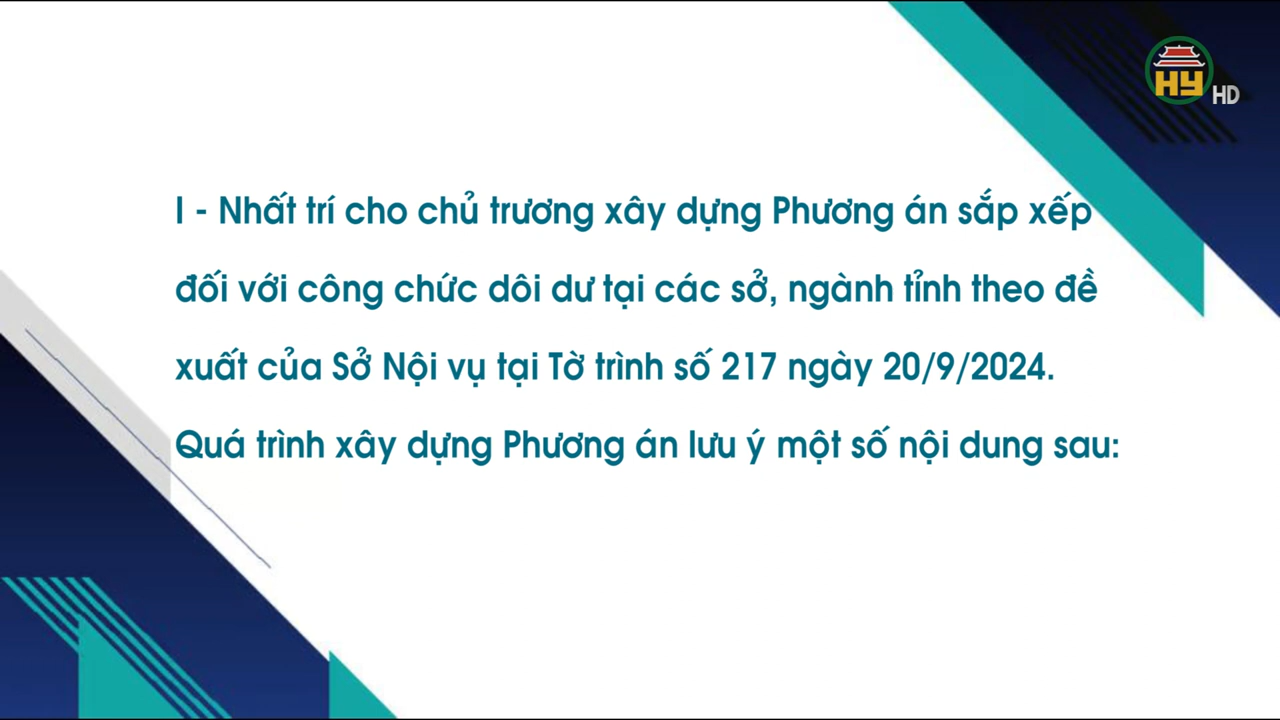 HY HD
I - Nhất trí cho chủ trương xây dựng Phương án sắp xếp
đối với công chức dôi dư tại các sở, ngành tỉnh theo đề
xuất của Sở Nội vụ tại Tờ trình số 217 ngày 20/9/2024.
Quá trình xây dựng Phương án lưu ý một số nội dung sau: